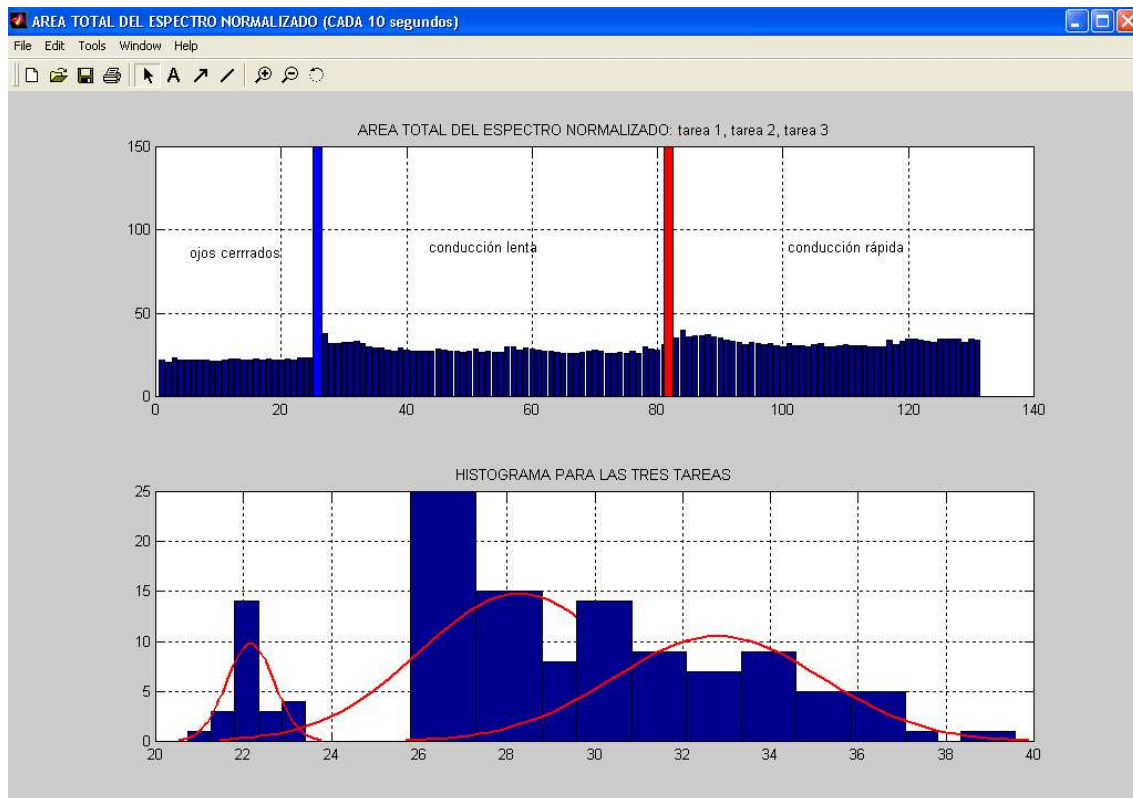 AREA TOTAL DEL ESPECTRO NORMALIZADO (CADA 10 segundos)
File Edit Tools Window Help
A
AREA TOTAL DEL ESPECTRO NORMALIZADO: tarea 1, tarea 2, tarea 3
150
100
50
0
ojos cerrrados
conducción lenta
conducción rápida
0 20 40 60 80 100 120 140
HISTOGRAMA PARA LAS TRES TAREAS
25
20
15
10
5
0
20 22 24 26 28 30 32 34 36 38 40